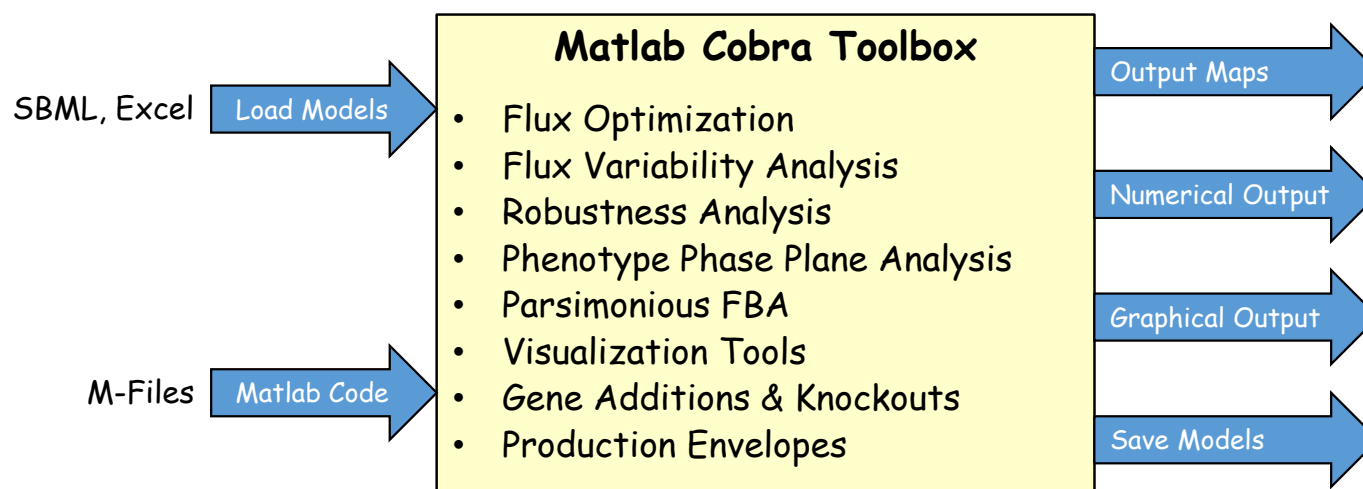 Matlab Cobra Toolbox
SBML, Excel
Load Models
M-Files
Matlab Code
• Flux Optimization
• Flux Variability Analysis
• Robustness Analysis
• Phenotype Phase Plane Analysis
• Parsimonious FBA
• Visualization Tools
• Gene Additions & Knockouts
• Production Envelopes
Output Maps
Numerical Output
Graphical Output
Save Models